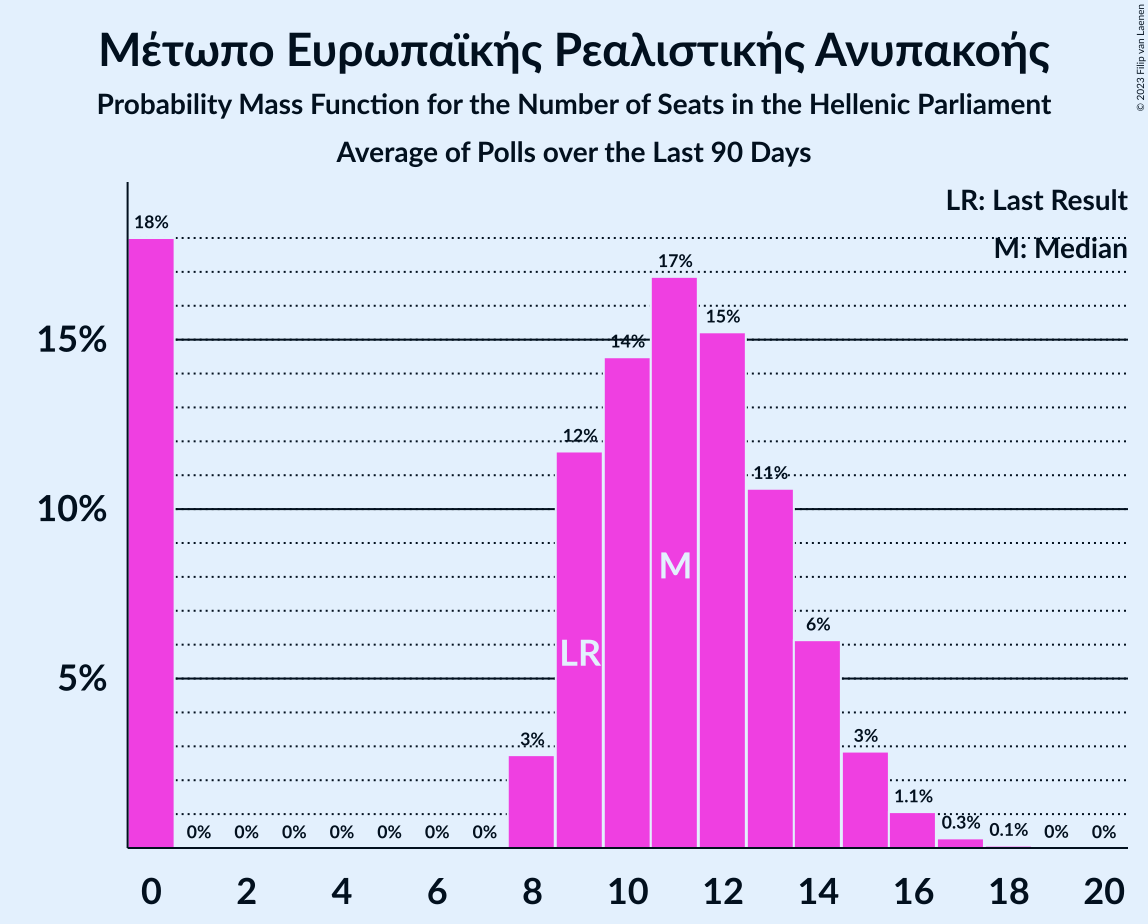 Μέτωπο Ευρωπαϊκής Ρεαλιστικής Ανυπακοής
Probability Mass Function for the Number of Seats in the Hellenic Parliament
Average of Polls over the Last 90 Days
© 2023 Filip van Laenen
LR: Last Result
M: Median
18%
17%
15%
15%
14%
12%
11%
10%
M
6%
LR
5%
3%
3%
1.1%
0.3%
0.1%
0%
0%
0%
0%
0%
0%
0%
0%
0%
0 2 4 6 8 10 12 14 16 18 20